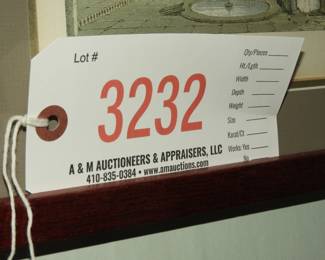 Lot #
3232
A & M AUCTIONEERS & APPRAISERS, LLC
410-835-0384 • www.amauctions.com
Qty/Pieces
Ht./Lgth
Width
Depth
Weight
Size
Karat/Ct.
Works: Yes
No